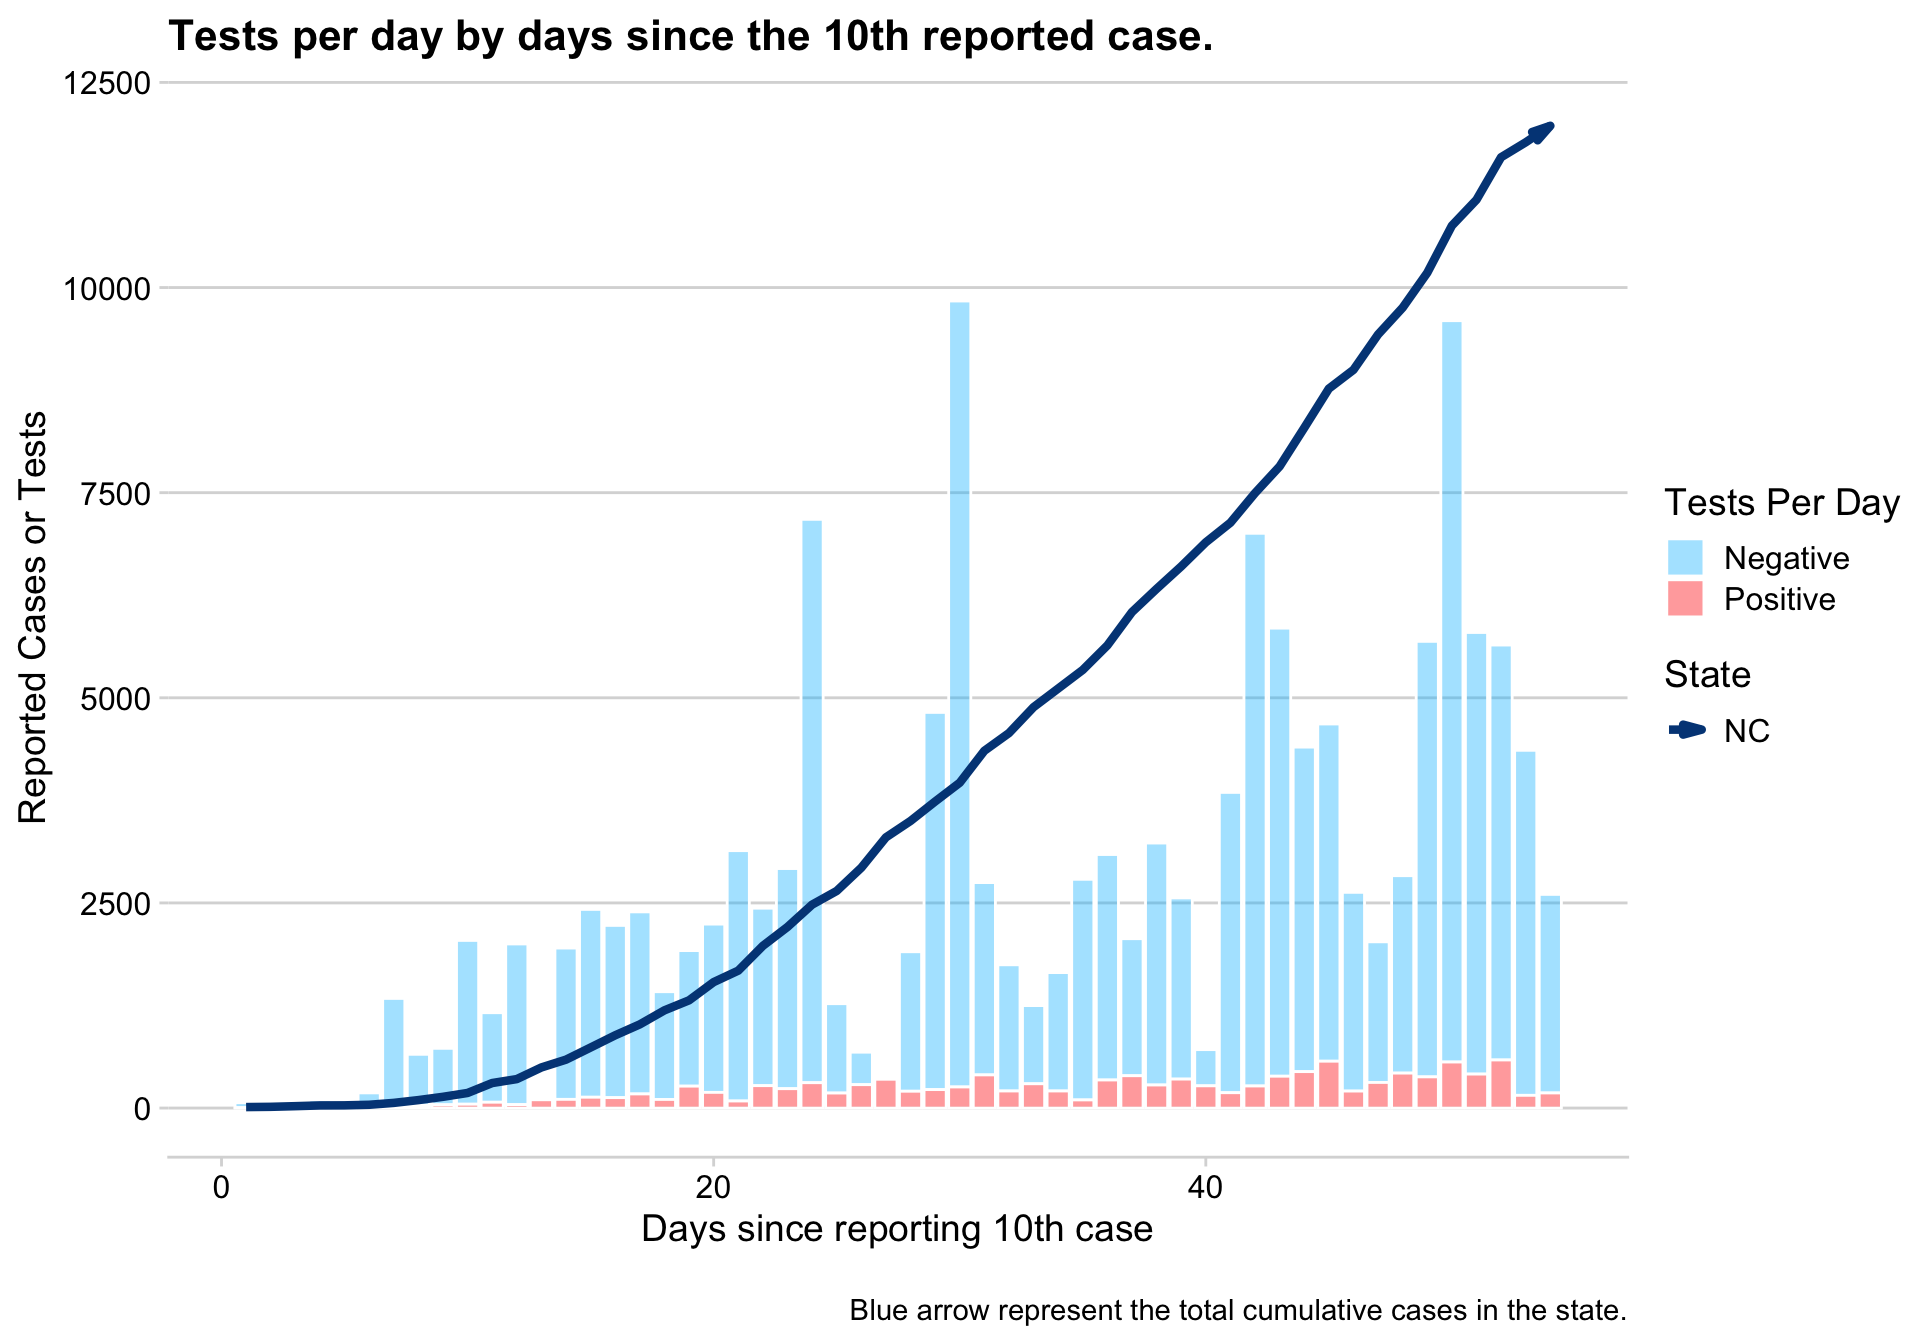 Tests per day by days since the 10th reported case.
12500
10000
7500
5000
2500
0
Reported Cases or Tests
0 20 40
Days since reporting 10th case
Tests Per Day
Negative
Positive
State
NC
Blue arrow represent the total cumulative cases in the state.